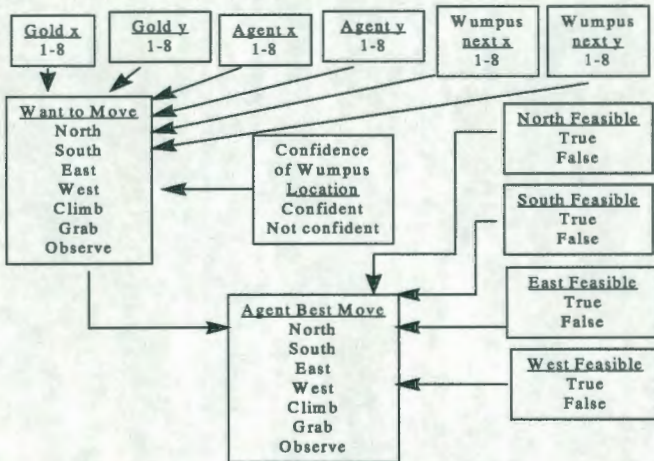 Gold x
1-8
Gold y
1-8
Agent x
1-8
Agent y
1-8
Wumpus
next x
1-8
Wumpus
next y
1-8
Want to Move
North
South
East
West
Climb
Grab
Observe
Confidence
of Wumpus
Location
Confident
Not confident
North Feasible
True
False
South Feasible
True
False
East Feasible
True
False
West Feasible
True
False
Agent Best Move
North
South
East
West
Climb
Grab
Observe